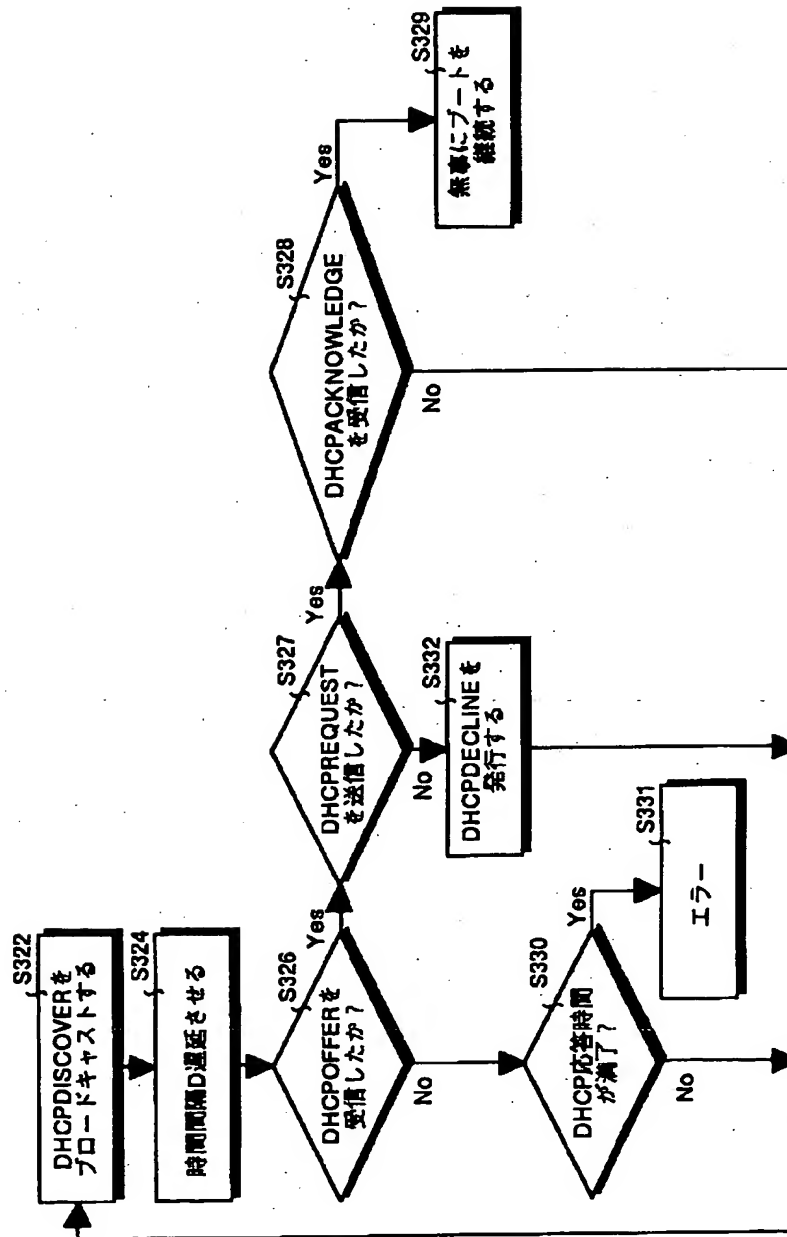 S322
DHCPDISCOVERを
ブロードキャストする
S324
時間間隔D遅延させる
S326
DHCPOFFERを
受信したか?
Yes
No
S327
DHCPREQUEST
を送信したか?
Yes
No
S328
DHCPACKNOWLEDGE
を受信したか?
Yes
No
S329
無事にブートを
継続する
S330
DHCP応答時間
が満了?
Yes
No
S331
エラー
S332
DHCPDECLINEを
発行する